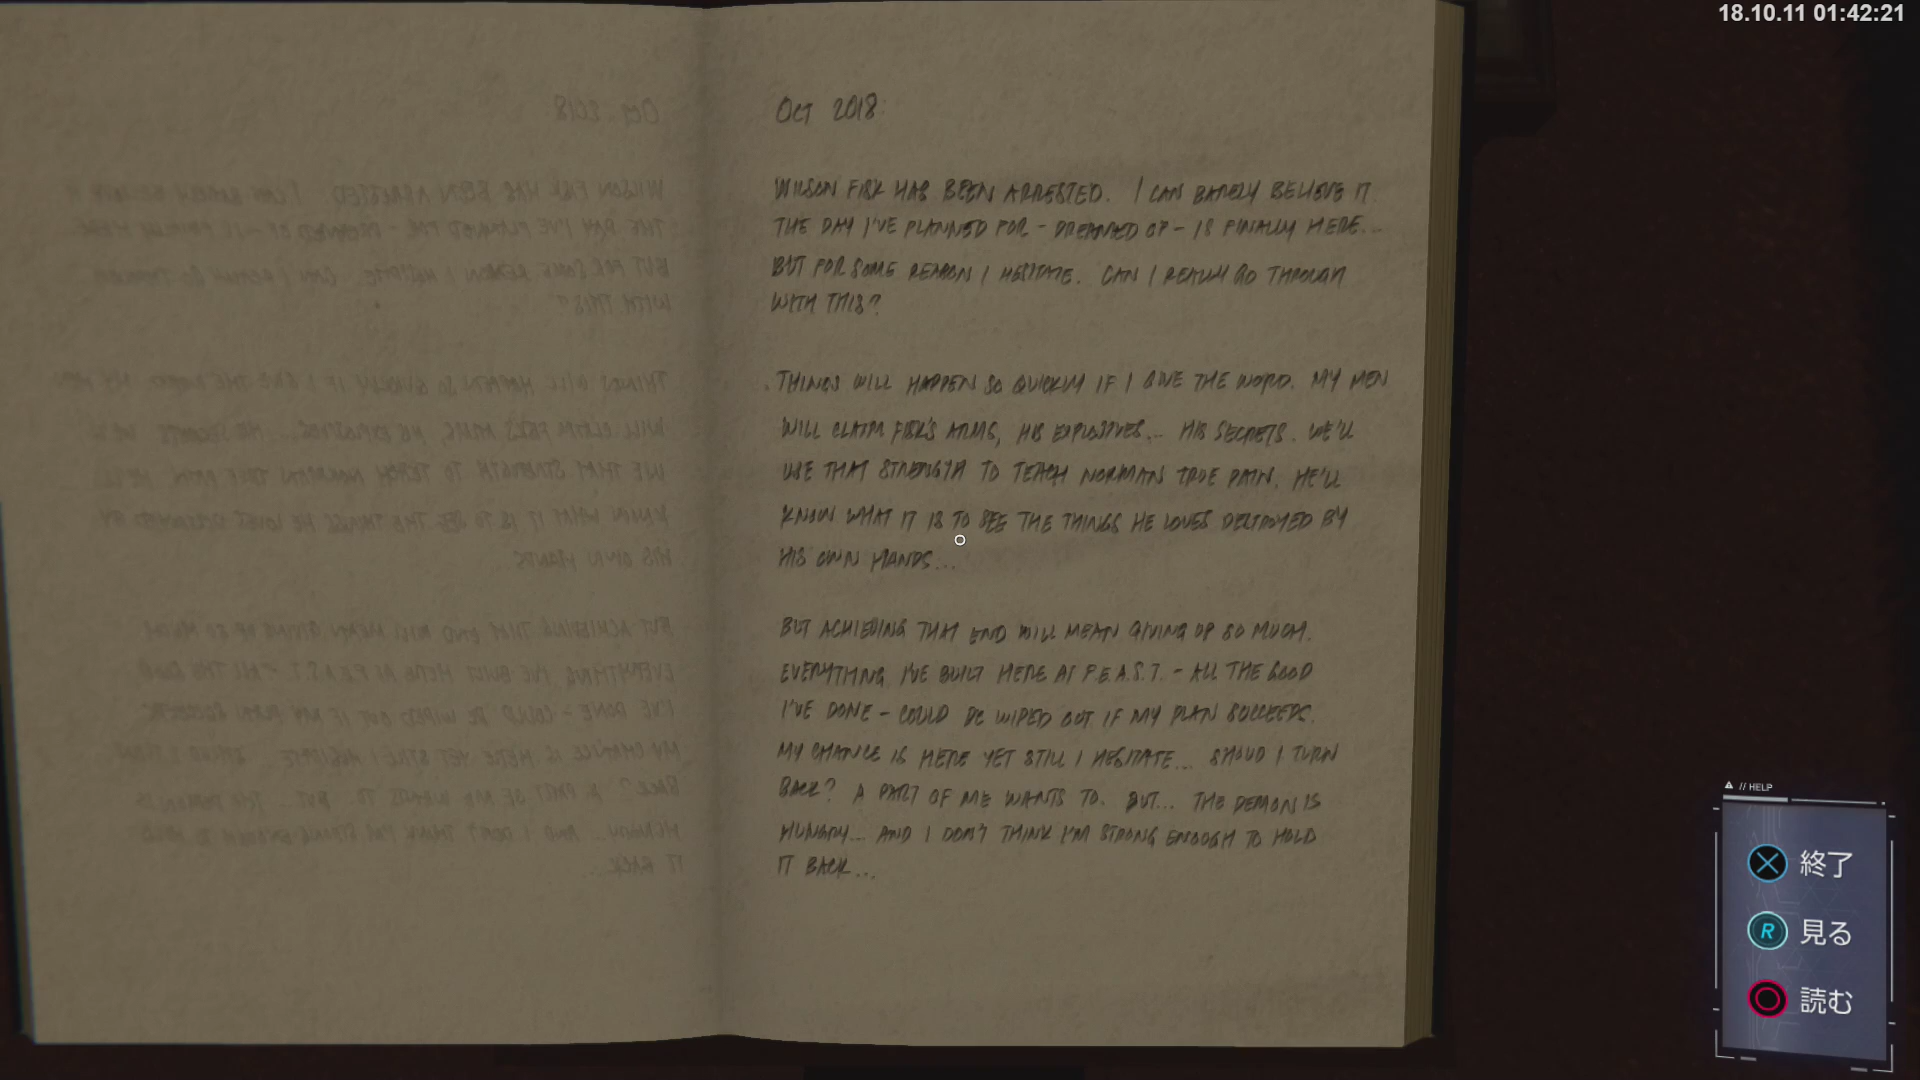 18.10.11 01:42:21
OCT 2018
WILSON FISK HAS BEEN ARRESTED. I CAN BARELY BELIEVE IT.
THE DAY I'VE PLANNED FOR - DREAMED OF - IS FINALLY HERE...
BUT FOR SOME REASON I HESITATE. CAN I REALLY GO THROUGH
WITH THIS?
THINGS WILL HAPPEN SO QUICKLY IF I GIVE THE WORD. MY MEN
WILL CLAIM FISK'S ARMS, HIS EXPLOSIVES... HIS SECRETS. WE'LL
USE THAT STRENGTH TO TEACH NORMAN TRUE PAIN. HE'LL
KNOW WHAT IT IS TO SEE THE THINGS HE LOVES DESTROYED BY
HIS OWN HANDS...
BUT ACHIEVING THAT END WILL MEAN GIVING UP SO MUCH.
EVERYTHING I'VE BUILT HERE AT F.E.A.S.T. - ALL THE GOOD
I'VE DONE - COULD BE WIPED OUT IF MY PLAN SUCCEEDS.
MY CHANCE IS HERE YET STILL I HESITATE... SHOUD I TURN
BACK? A PART OF ME WANTS TO. BUT... THE DEMON IS
HUNGRY... AND I DON'T THINK I'M STRONG ENOUGH TO HOLD
IT BACK...
// HELP
終了
R 見る
読む